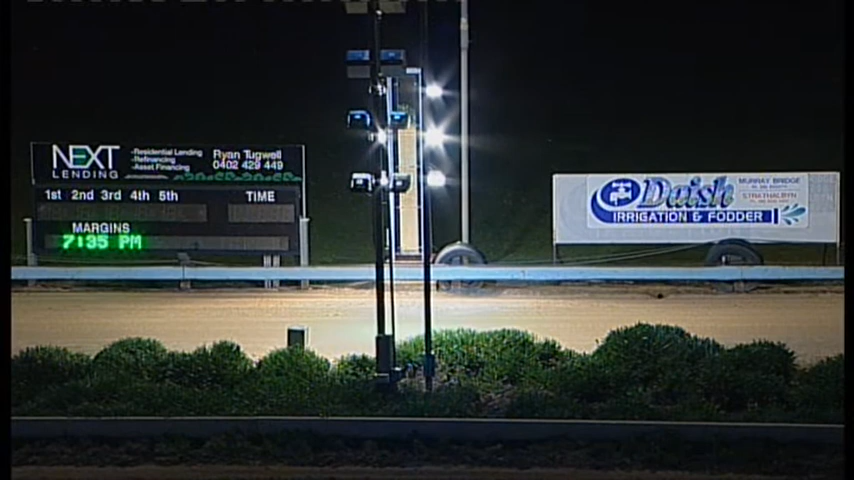 NEXT
LENDING
-Residential Lending
-Refinancing
-Asset Financing
Ryan Tugwell
0402 429 449
1st 2nd 3rd 4th 5th
TIME
MARGINS
7:35 PM
Daish
IRRIGATION & FODDER
MURRAY BRIDGE
STRATHALBYN